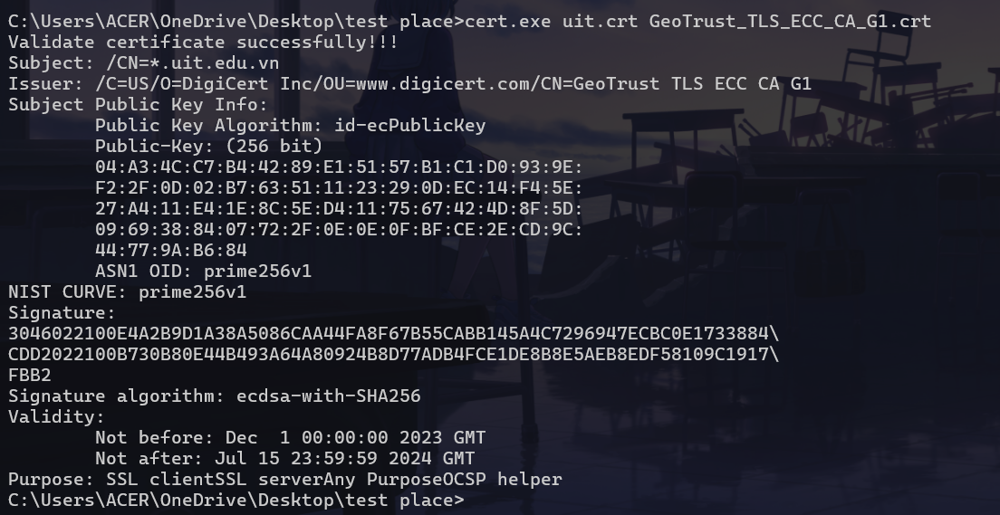 C:\Users\ACER\OneDrive\Desktop\test place>cert.exe uit.crt GeoTrust_TLS_ECC_CA_G1.crt
Validate certificate successfully!!!
Subject: /CN=*.uit.edu.vn
Issuer: /C=US/O=DigiCert Inc/OU=www.digicert.com/CN=GeoTrust TLS ECC CA G1
Subject Public Key Info:
        Public Key Algorithm: id-ecPublicKey
        Public-Key: (256 bit)
        04:A3:4C:C7:B4:42:89:E1:51:57:B1:C1:D0:93:9E:
        F2:2F:0D:02:B7:63:51:11:23:29:0D:EC:14:F4:5E:
        27:A4:11:E4:1E:8C:5E:D4:11:75:67:42:4D:8F:5D:
        09:69:38:84:07:72:2F:0E:0E:0F:BF:CE:2E:CD:9C:
        44:77:9A:B6:84
        ASN1 OID: prime256v1
NIST CURVE: prime256v1
Signature:
3046022100E4A2B9D1A38A5086CAA44FA8F67B55CABB145A4C7296947ECBC0E1733884\
CDD2022100B730B80E44B493A64A80924B8D77ADB4FCE1DE8B8E5AEB8EDF58109C1917\
FBB2
Signature algorithm: ecdsa-with-SHA256
Validity:
        Not before: Dec  1 00:00:00 2023 GMT
        Not after: Jul 15 23:59:59 2024 GMT
Purpose: SSL clientSSL serverAny PurposeOCSP helper
C:\Users\ACER\OneDrive\Desktop\test place>